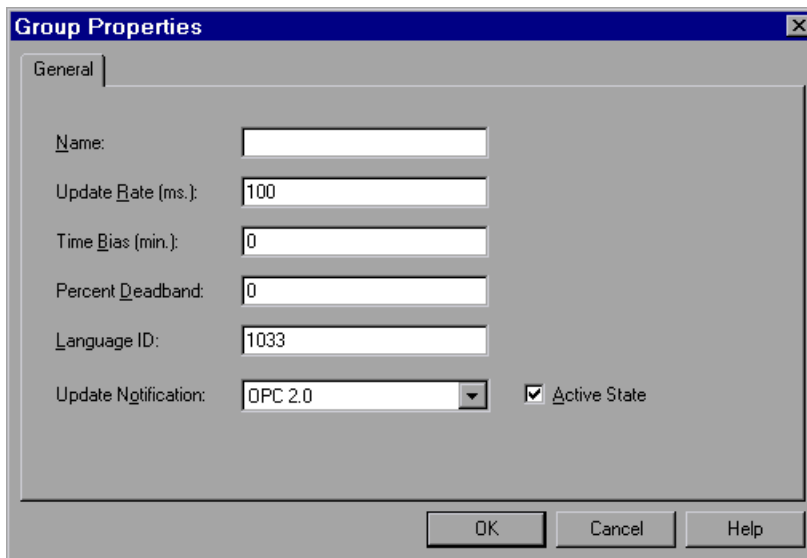 Group Properties
General
Name:
Update Rate (ms.): 100
Time Bias (min.): 0
Percent Deadband: 0
Language ID: 1033
Update Notification: OPC 2.0 Active State
OK Cancel Help